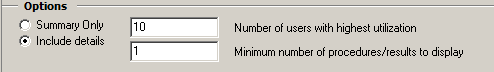 Options
Summary Only 10 Number of users with highest utilization
Include details 1 Minimum number of procedures/results to display